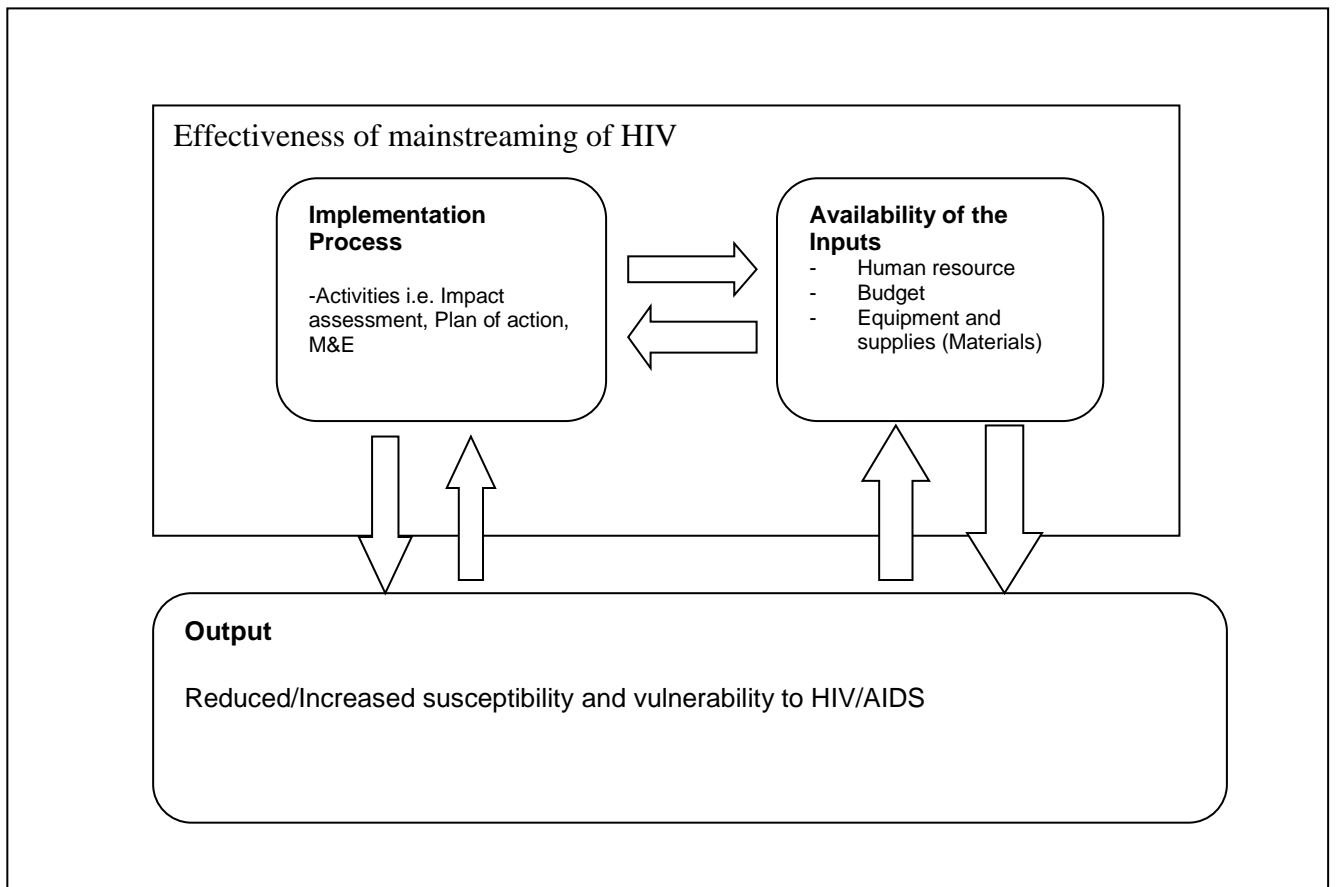 Effectiveness of mainstreaming of HIV
Implementation
Process
-Activities i.e. Impact
assessment, Plan of action,
M&E
Availability of the
Inputs
- Human resource
- Budget
- Equipment and
supplies (Materials)
Output
Reduced/Increased susceptibility and vulnerability to HIV/AIDS